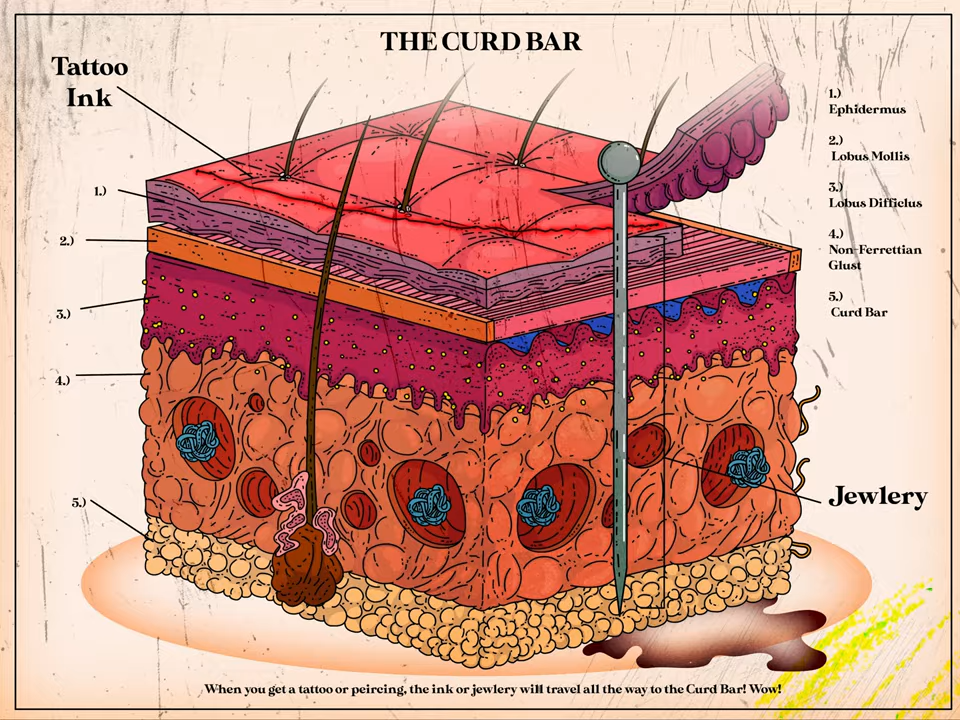 THE CURD BAR
Tattoo
Ink
1.)
2.)
3.)
4.)
5.)
1.)
Ephidermus
2.)
Lobus Mollis
3.)
Lobus Difficlus
4.)
Non-Ferrettian
Glust
5.)
Curd Bar
Jewlery
When you get a tattoo or peircing, the ink or jewlery will travel all the way to the Curd Bar! Wow!